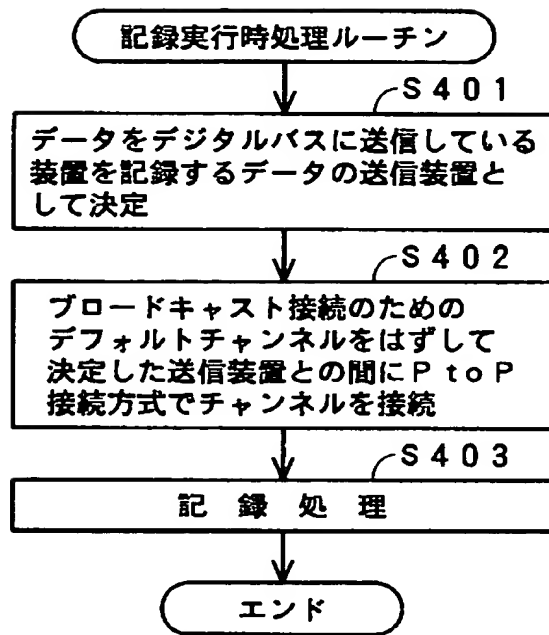 記録実行時処理ルーチン
S401
データをデジタルバスに送信している
装置を記録するデータの送信装置と
して決定
S402
ブロードキャスト接続のための
デフォルトチャンネルをはずして
決定した送信装置との間にP to P
接続方式でチャンネルを接続
S403
記 録 処 理
エンド